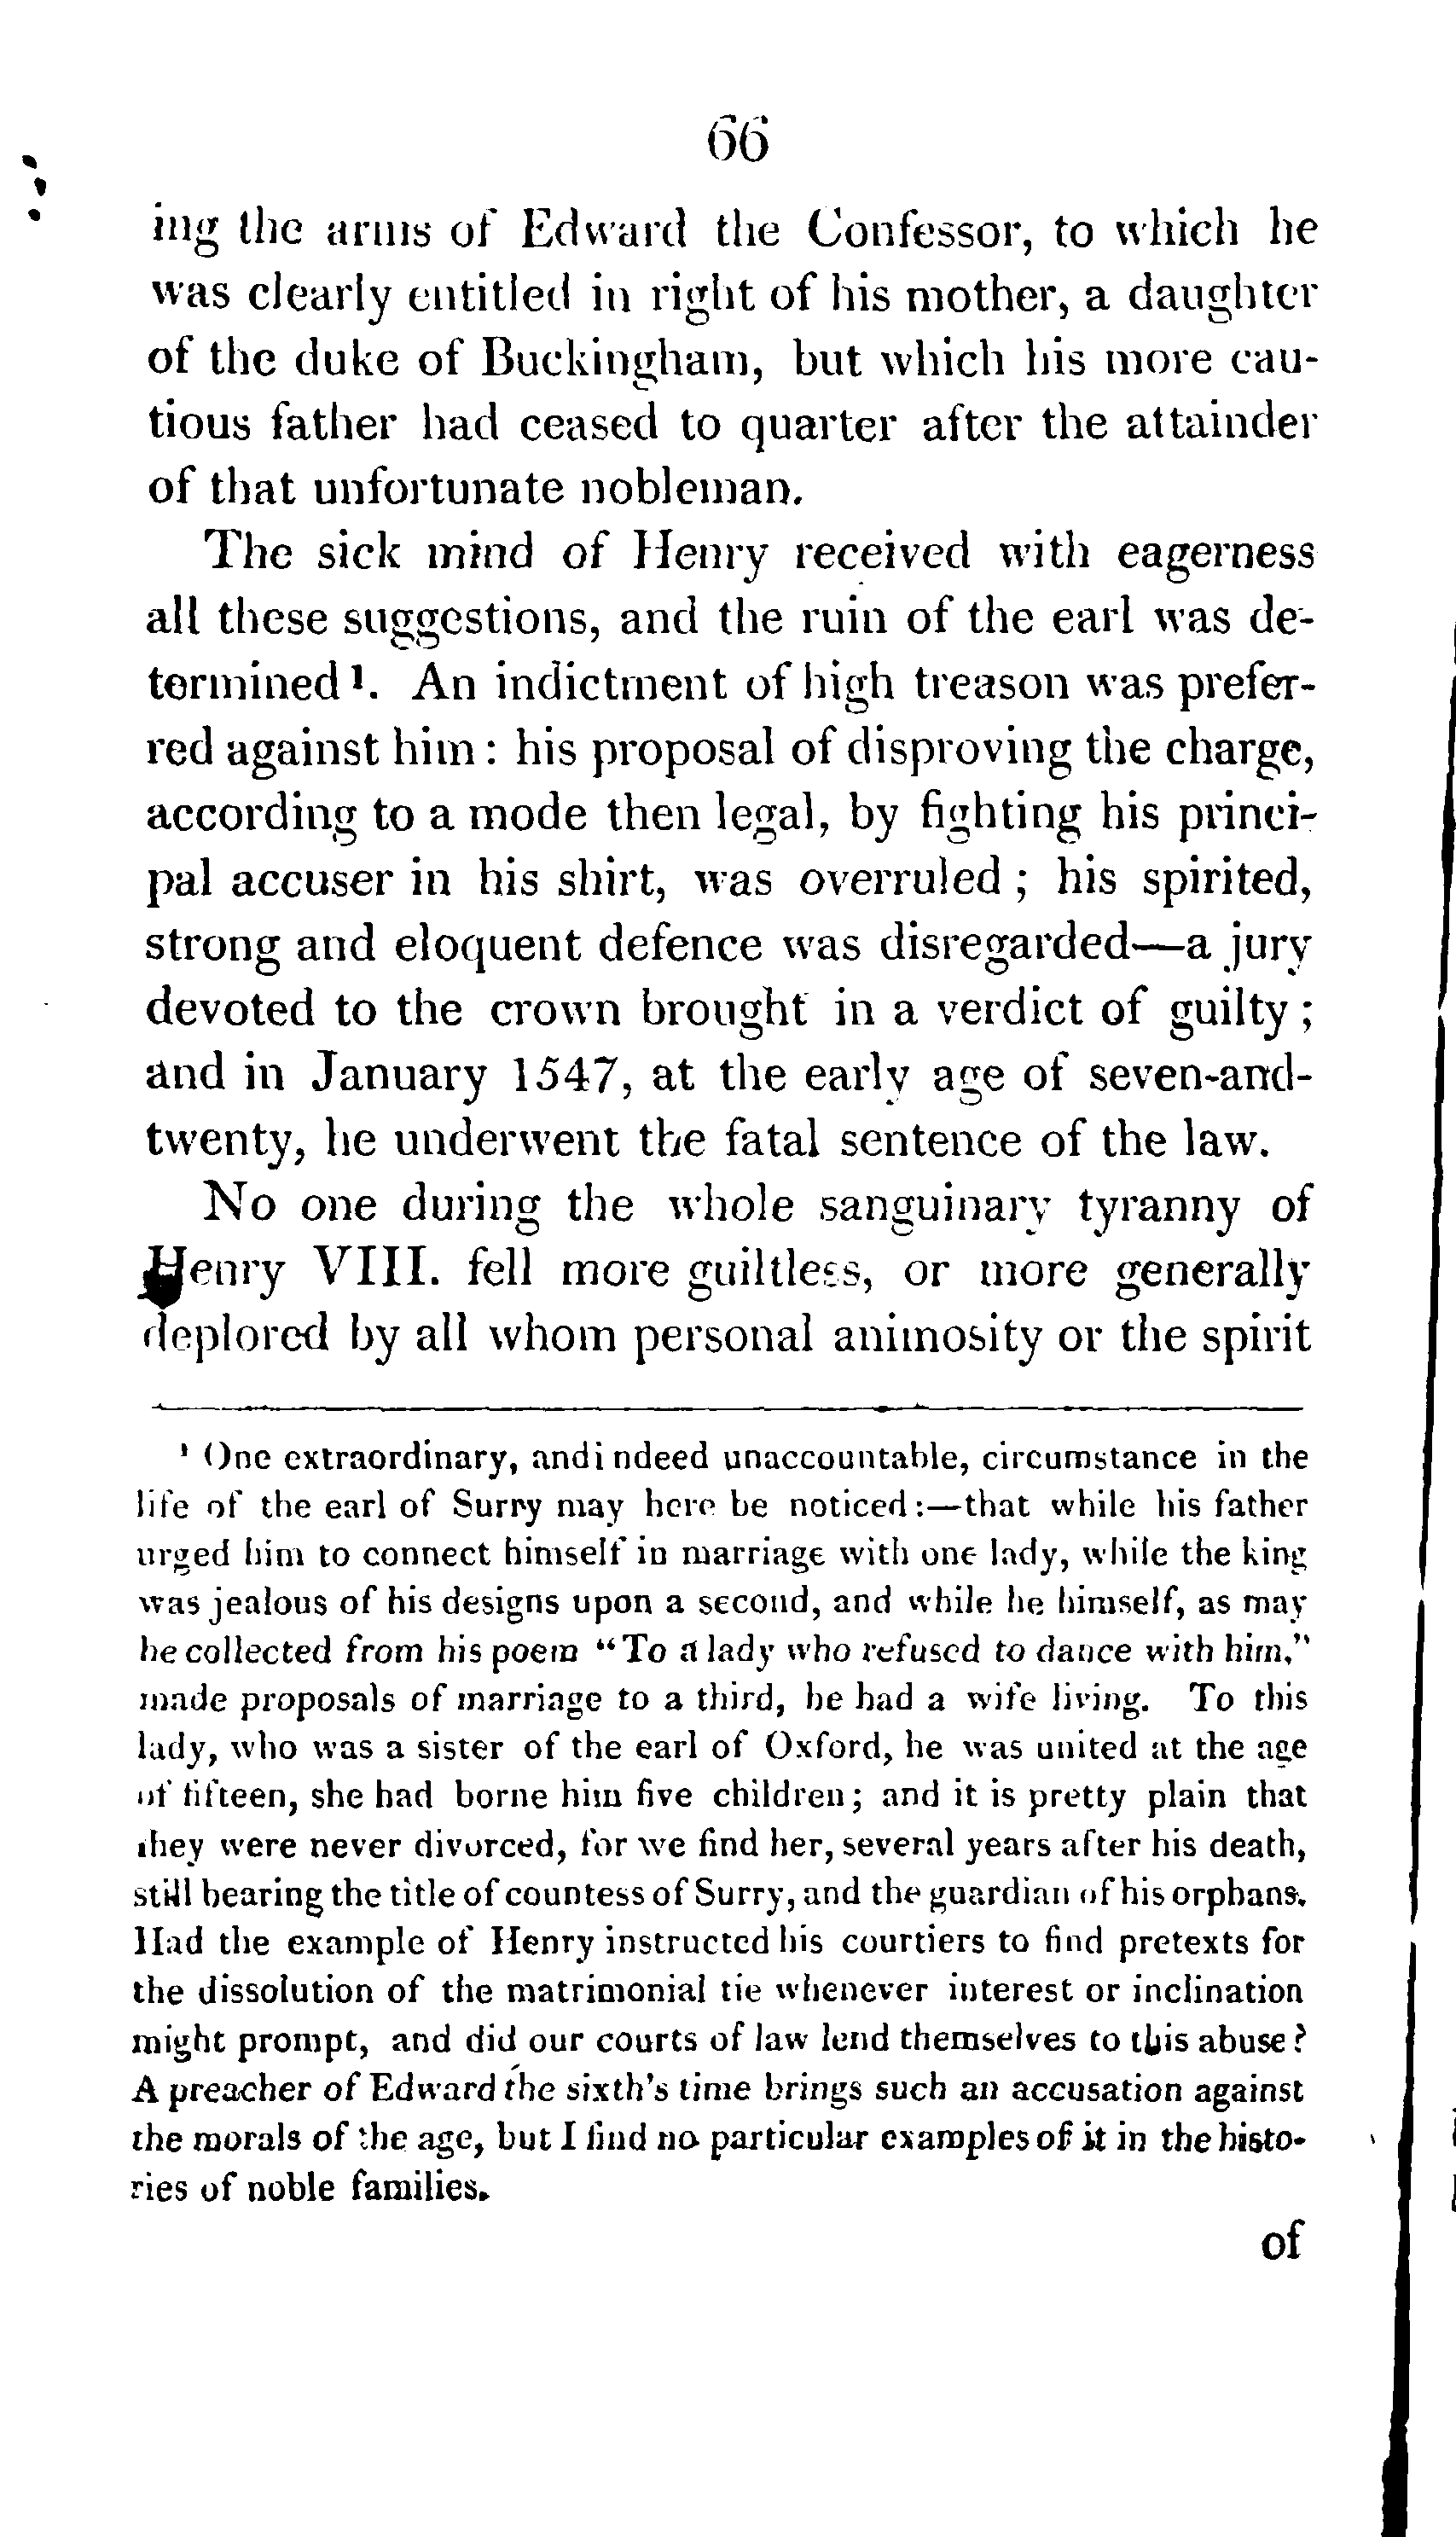 66
ing the arms of Edward the Confessor, to which he
was clearly entitled in right of his mother, a daughter
of the duke of Buckingham, but which his more cau-
tious father had ceased to quarter after the attainder
of that unfortunate nobleman.
The sick mind of Henry received with eagerness
all these suggestions, and the ruin of the earl was de-
termined ¹. An indictment of high treason was prefer-
red against him : his proposal of disproving the charge,
according to a mode then legal, by fighting his princi-
pal accuser in his shirt, was overruled ; his spirited,
strong and eloquent defence was disregarded—a jury
devoted to the crown brought in a verdict of guilty ;
and in January 1547, at the early age of seven-and-
twenty, he underwent the fatal sentence of the law.
No one during the whole sanguinary tyranny of
Henry VIII. fell more guiltless, or more generally
deplored by all whom personal animosity or the spirit
¹ One extraordinary, and indeed unaccountable, circumstance in the
life of the earl of Surry may here be noticed :—that while his father
urged him to connect himself in marriage with one lady, while the king
was jealous of his designs upon a second, and while he himself, as may
be collected from his poem "To a lady who refused to dance with him,"
made proposals of marriage to a third, he had a wife living. To this
lady, who was a sister of the earl of Oxford, he was united at the age
of fifteen, she had borne him five children; and it is pretty plain that
they were never divorced, for we find her, several years after his death,
still bearing the title of countess of Surry, and the guardian of his orphans.
Had the example of Henry instructed his courtiers to find pretexts for
the dissolution of the matrimonial tie whenever interest or inclination
might prompt, and did our courts of law lend themselves to this abuse?
A preacher of Edward the sixth's time brings such an accusation against
the morals of the age, but I find no particular examples of it in the histo-
ries of noble families.
of